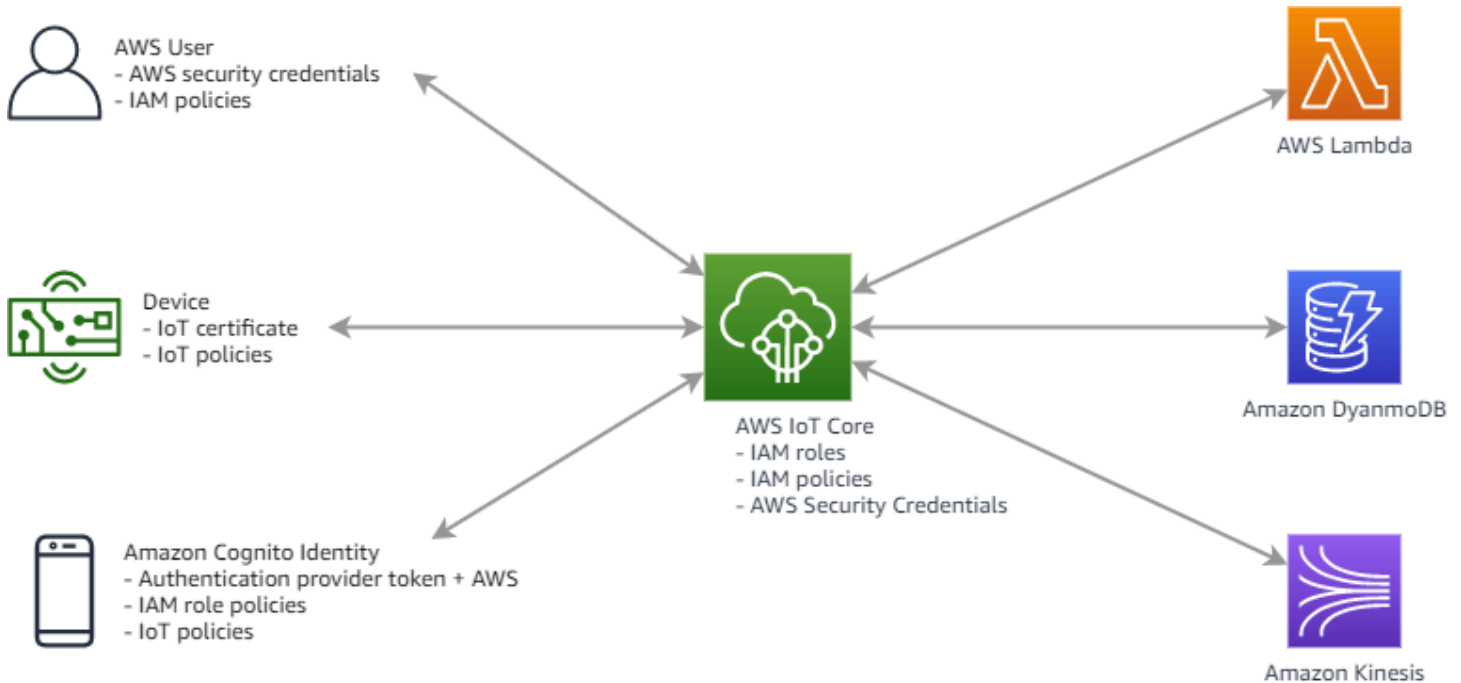 AWS User
- AWS security credentials
- IAM policies
AWS Lambda
Device
- IoT certificate
- IoT policies
Amazon DyanmoDB
AWS IoT Core
- IAM roles
- IAM policies
- AWS Security Credentials
Amazon Cognito Identity
- Authentication provider token + AWS
- IAM role policies
- IoT policies
Amazon Kinesis